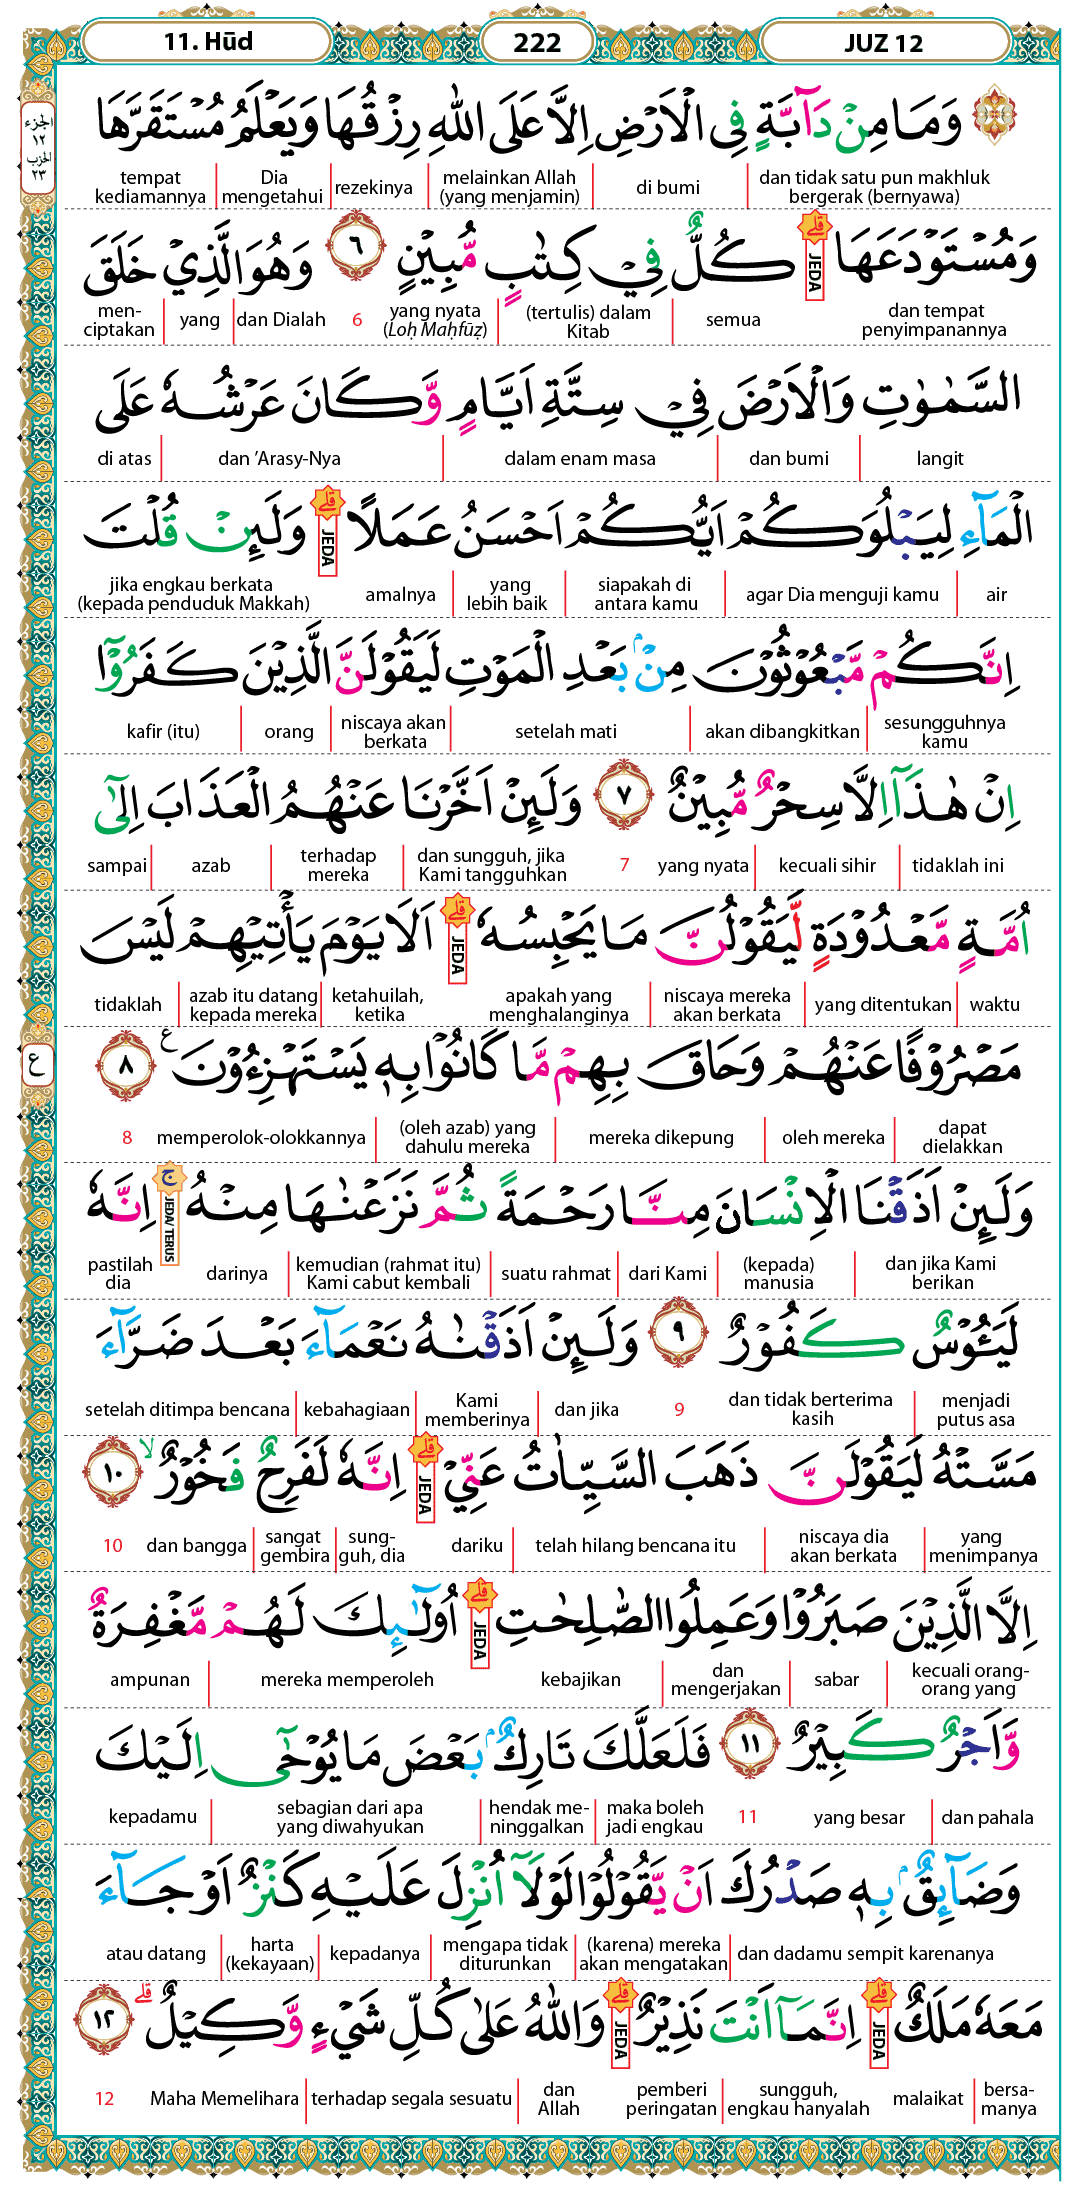 11. Hūd 222 JUZ 12
الجزء
١٢
الحزب
٢٣
وَمَا مِنْ دَاۤبَّةٍ فِى الْاَرْضِ اِلَّا عَلَى اللّٰهِ رِزْقُهَا وَيَعْلَمُ مُسْتَقَرَّهَا
dan tidak satu pun makhluk bergerak (bernyawa) di bumi melainkan Allah (yang menjamin) rezekinya Dia mengetahui tempat kediamannya
وَمُسْتَوْدَعَهَا ۗ JEDA كُلٌّ فِيْ كِتٰبٍ مُّبِيْنٍ ٦ وَهُوَ الَّذِيْ خَلَقَ
dan tempat penyimpanannya semua (tertulis) dalam Kitab yang nyata (Loḥ Maḥfūẓ) 6 dan Dialah yang men-ciptakan
السَّمٰوٰتِ وَالْاَرْضَ فِيْ سِتَّةِ اَيَّامٍ وَّكَانَ عَرْشُهٗ عَلَى
langit dan bumi dalam enam masa dan ’Arasy-Nya di atas
الْمَاۤءِ لِيَبْلُوَكُمْ اَيُّكُمْ اَحْسَنُ عَمَلًا ۗ JEDA وَلَىِٕنْ قُلْتَ
air agar Dia menguji kamu siapakah di antara kamu yang lebih baik amalnya jika engkau berkata (kepada penduduk Makkah)
اِنَّكُمْ مَّبْعُوْثُوْنَ مِنْۢ بَعْدِ الْمَوْتِ لَيَقُوْلَنَّ الَّذِيْنَ كَفَرُوْٓا
sesungguhnya kamu akan dibangkitkan setelah mati niscaya akan berkata orang kafir (itu)
اِنْ هٰذَآ اِلَّا سِحْرٌ مُّبِيْنٌ ٧ وَلَىِٕنْ اَخَّرْنَا عَنْهُمُ الْعَذَابَ اِلٰٓى
tidaklah ini kecuali sihir yang nyata 7 dan sungguh, jika Kami tangguhkan terhadap mereka azab sampai
اُمَّةٍ مَّعْدُوْدَةٍ لَّيَقُوْلُنَّ مَا يَحْبِسُهٗ ۗ JEDA اَلَا يَوْمَ يَأْتِيْهِمْ لَيْسَ
waktu yang ditentukan niscaya mereka akan berkata apakah yang menghalanginya ketahuilah, ketika azab itu datang kepada mereka tidaklah
مَصْرُوْفًا عَنْهُمْ وَحَاقَ بِهِمْ مَّا كَانُوْا بِهٖ يَسْتَهْزِءُوْنَ ࣖ ٨
ع
dapat dielakkan oleh mereka mereka dikepung (oleh azab) yang dahulu mereka memperolok-olokkannya 8
وَلَىِٕنْ اَذَقْنَا الْاِنْسَانَ مِنَّا رَحْمَةً ثُمَّ نَزَعْنٰهَا مِنْهُ ۚ JEDA/ TERUS اِنَّهٗ
dan jika Kami berikan (kepada) manusia dari Kami suatu rahmat kemudian (rahmat itu) Kami cabut kembali darinya pastilah dia
لَيَـُٔوْسٌ كَفُوْرٌ ٩ وَلَىِٕنْ اَذَقْنٰهُ نَعْمَاۤءَ بَعْدَ ضَرَّاۤءَ
menjadi putus asa dan tidak berterima kasih 9 dan jika Kami memberinya kebahagiaan setelah ditimpa bencana
مَسَّتْهُ لَيَقُوْلَنَّ ذَهَبَ السَّيِّاٰتُ عَنِّيْ ۗ JEDA اِنَّهٗ لَفَرِحٌ فَخُوْرٌ ۙ ١٠
yang menimpanya niscaya dia akan berkata telah hilang bencana itu dariku sung-guh, dia sangat gembira dan bangga 10
اِلَّا الَّذِيْنَ صَبَرُوْا وَعَمِلُوا الصّٰلِحٰتِ ۗ JEDA اُولٰۤىِٕكَ لَهُمْ مَّغْفِرَةٌ
kecuali orang-orang yang sabar dan mengerjakan kebajikan mereka memperoleh ampunan
وَّاَجْرٌ كَبِيْرٌ ١١ فَلَعَلَّكَ تَارِكٌۢ بَعْضَ مَا يُوْحٰىٓ اِلَيْكَ
dan pahala yang besar 11 maka boleh jadi engkau hendak me-ninggalkan sebagian dari apa yang diwahyukan kepadamu
وَضَاۤىِٕقٌۢ بِهٖ صَدْرُكَ اَنْ يَّقُوْلُوْا لَوْلَآ اُنْزِلَ عَلَيْهِ كَنْزٌ اَوْ جَاۤءَ
dan dadamu sempit karenanya (karena) mereka akan mengatakan mengapa tidak diturunkan kepadanya harta (kekayaan) atau datang
مَعَهٗ مَلَكٌ ۗ JEDA اِنَّمَآ اَنْتَ نَذِيْرٌ ۗ JEDA وَاللّٰهُ عَلٰى كُلِّ شَيْءٍ وَّكِيْلٌ ۗ ١٢
bersa-manya malaikat sungguh, engkau hanyalah pemberi peringatan dan Allah terhadap segala sesuatu Maha Memelihara 12